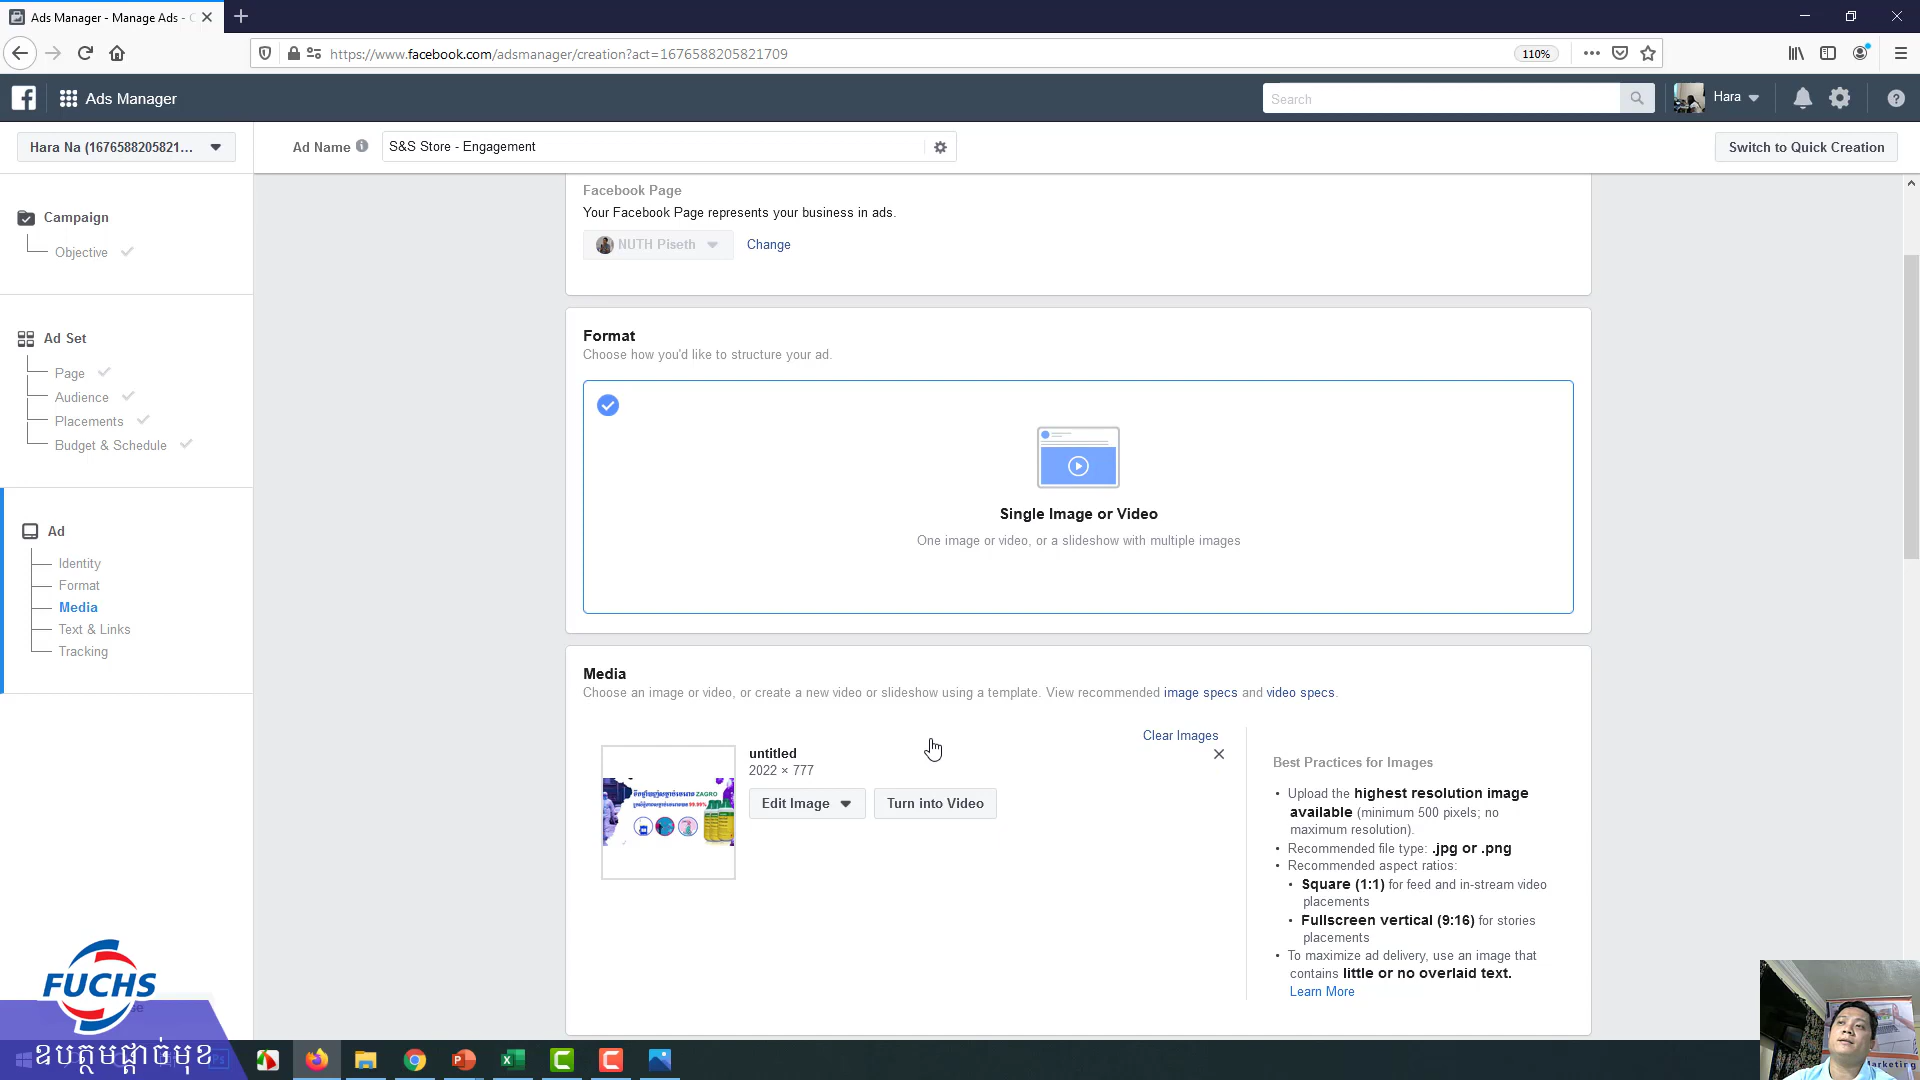 Ads Manager - Manage Ads - C
https://www.facebook.com/adsmanager/creation?act=1676588205821709
110%
Ads Manager
Search
Hara
Hara Na (1676588205821...
Ad Name
S&S Store - Engagement
Switch to Quick Creation
Campaign
Objective
Ad Set
Page
Audience
Placements
Budget & Schedule
Ad
Identity
Format
Media
Text & Links
Tracking
Facebook Page
Your Facebook Page represents your business in ads.
NUTH Piseth
Change
Format
Choose how you'd like to structure your ad.
Single Image or Video
One image or video, or a slideshow with multiple images
Media
Choose an image or video, or create a new video or slideshow using a template. View recommended image specs and video specs.
Clear Images
untitled
2022 × 777
Edit Image
Turn into Video
ZAGRO
99.99%
Best Practices for Images
• Upload the highest resolution image
available (minimum 500 pixels; no
maximum resolution).
• Recommended file type: .jpg or .png
• Recommended aspect ratios:
• Square (1:1) for feed and in-stream video
placements
• Fullscreen vertical (9:16) for stories
placements
• To maximize ad delivery, use an image that
contains little or no overlaid text.
Learn More
FUCHS
ឧបត្ថម្ភផ្តាច់មុខ